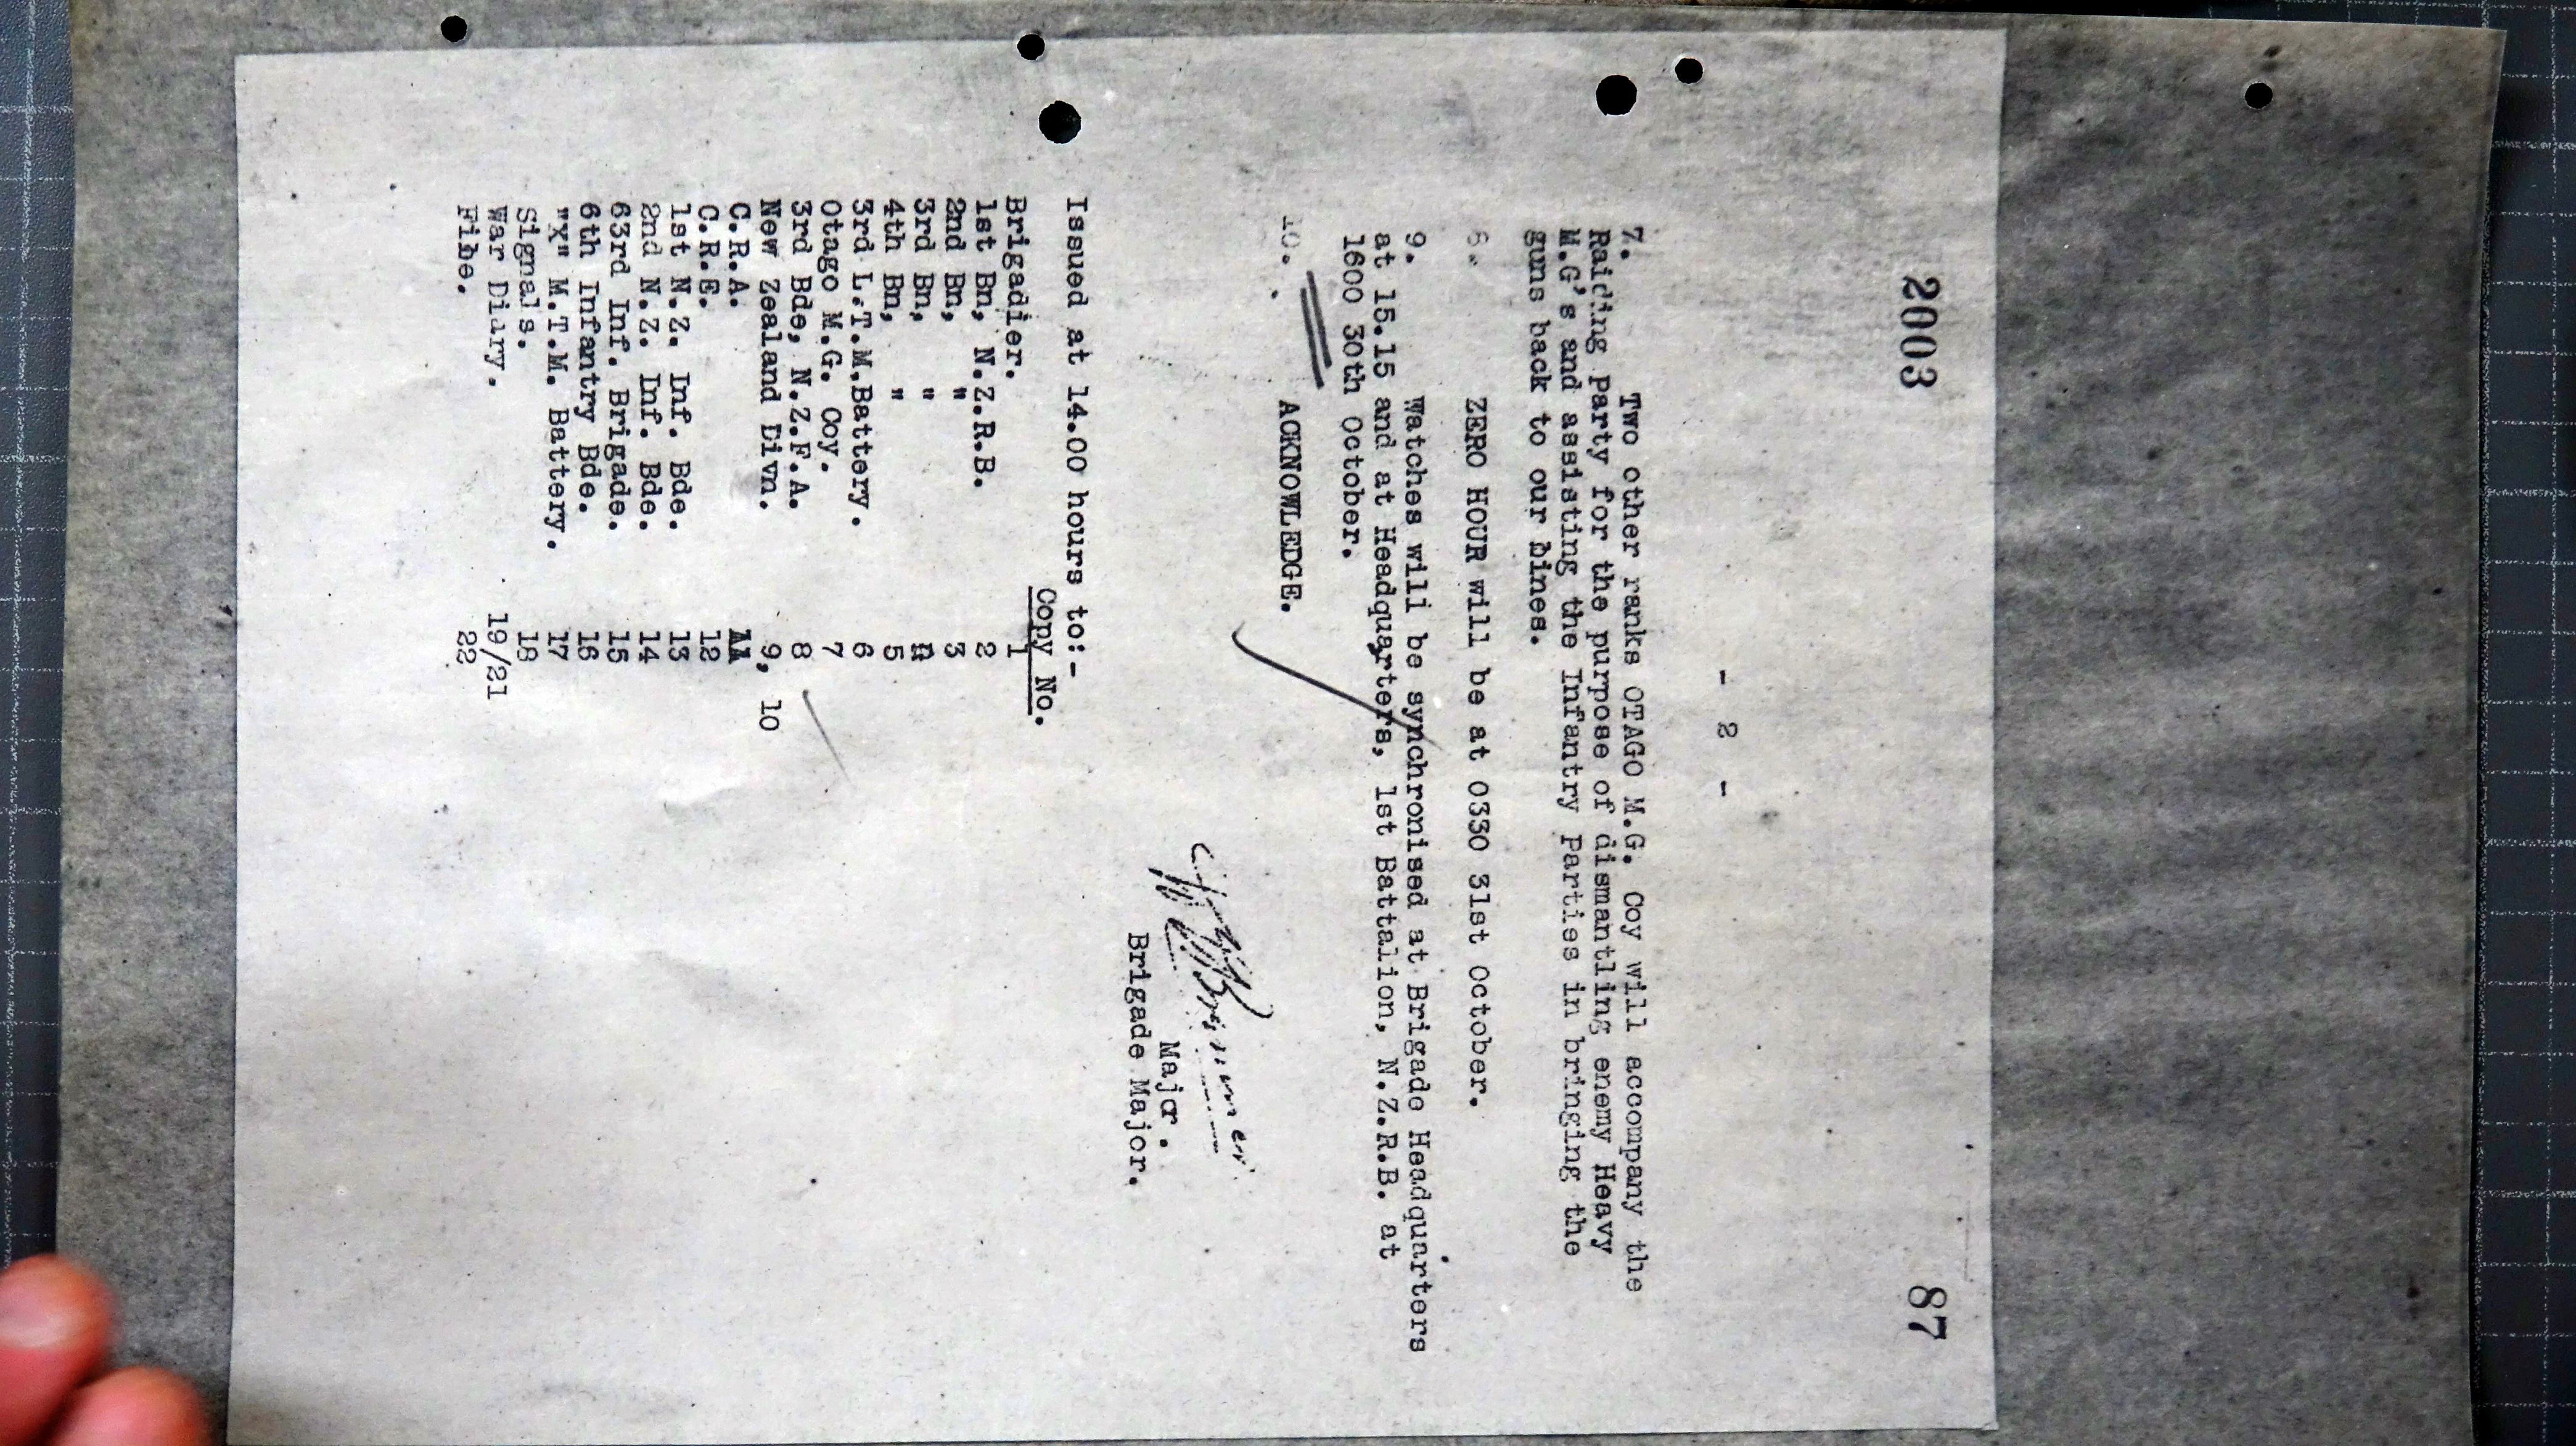 2003
87
- 2 -
7. Two other ranks OTAGO M.G. Coy will accompany the
Raiding Party for the purpose of dismantling enemy Heavy
M.G's and assisting the Infantry Parties in bringing the
guns back to our lines.
8. ZERO HOUR will be at 0330 31st October.
9. Watches will be synchronised at Brigade Headquarters
at 15.15 and at Headquarters, 1st Battalion, N.Z.R.B. at
1600 30th October.
10. ACKNOWLEDGE.
Major.
Brigade Major.
Issued at 14.00 hours to:-
Copy No.
Brigadier. 1
1st Bn, N.Z.R.B. 2
2nd Bn, " 3
3rd Bn, "
4th Bn, " 5
3rd L.T.M.Battery. 6
Otago M.G. Coy. 7
3rd Bde, N.Z.F.A. 8
New Zealand Divn. 9, 10
C.R.A.
C.R.E. 12
1st N.Z. Inf. Bde. 13
2nd N.Z. Inf. Bde. 14
63rd Inf. Brigade. 15
6th Infantry Bde. 16
"X" M.T.M. Battery. 17
Signals. 18
War Diary. 19/21
File. 22